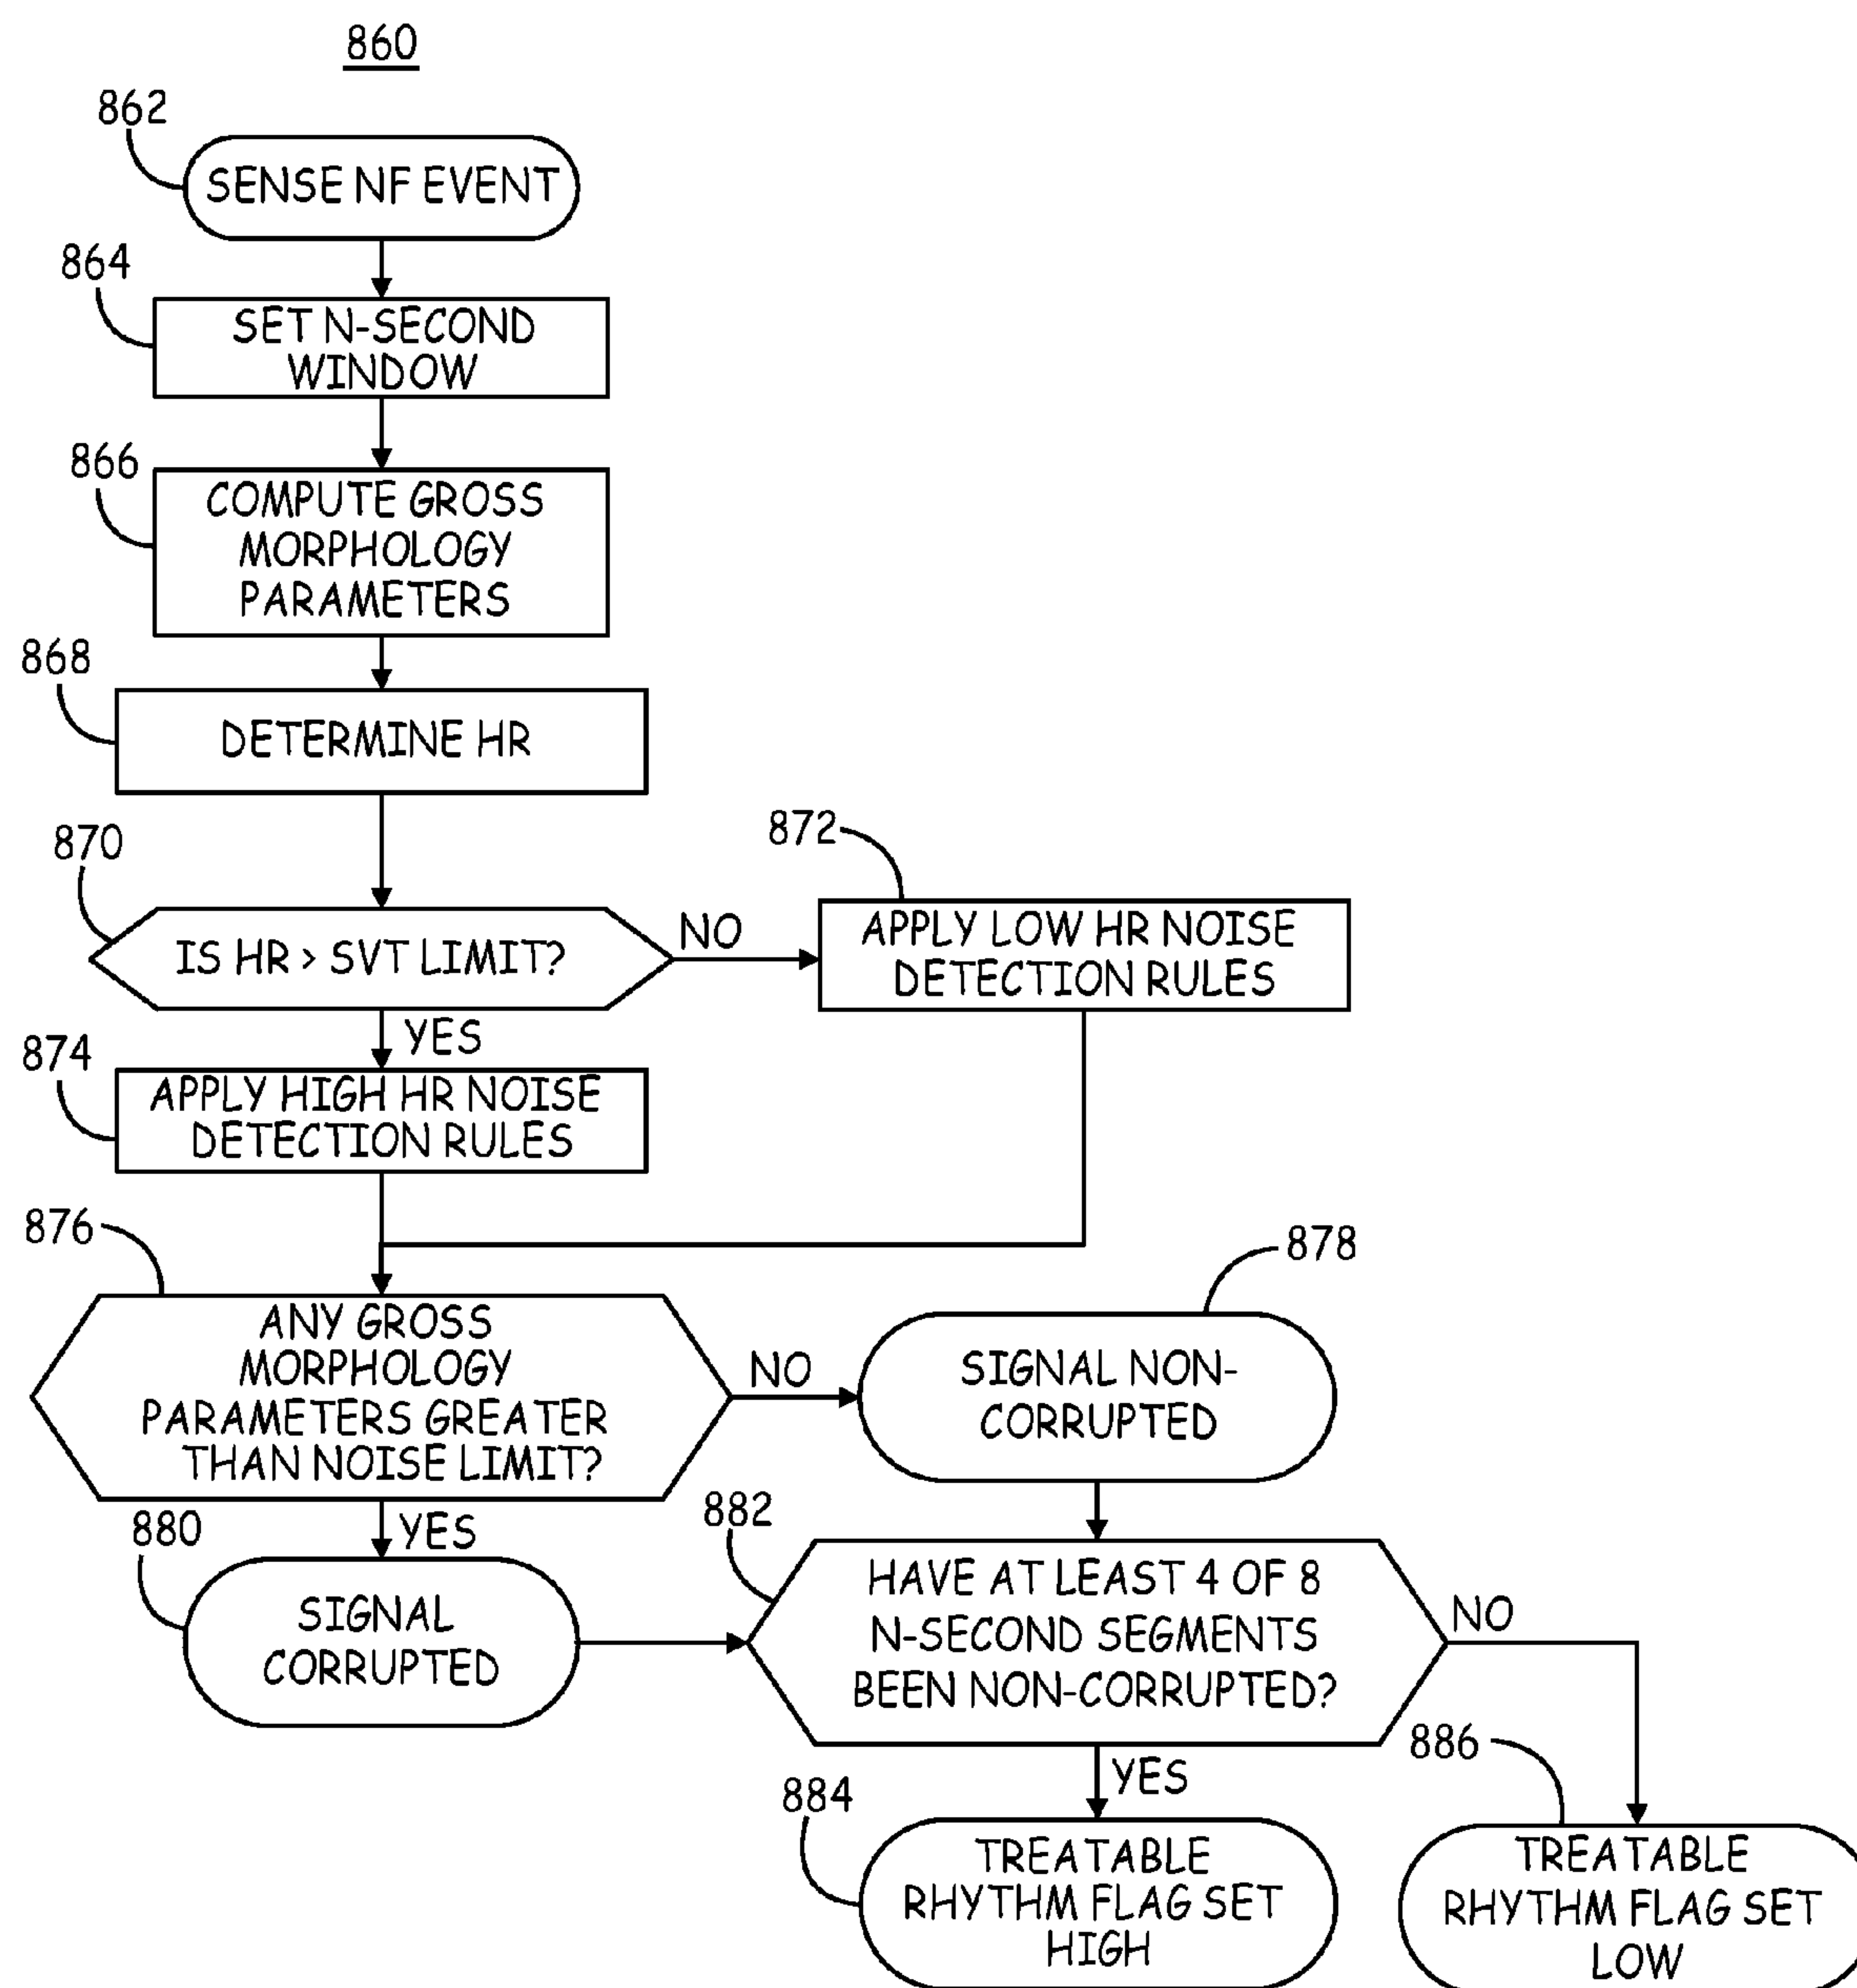 860
862
SENSE NF EVENT
864
SET N-SECOND
WINDOW
866
COMPUTE GROSS
MORPHOLOGY
PARAMETERS
868
DETERMINE HR
870
IS HR > SVT LIMIT?
NO
872
APPLY LOW HR NOISE
DETECTION RULES
YES
874
APPLY HIGH HR NOISE
DETECTION RULES
876
ANY GROSS
MORPHOLOGY
PARAMETERS GREATER
THAN NOISE LIMIT?
NO
878
SIGNAL NON-
CORRUPTED
YES
880
SIGNAL
CORRUPTED
882
HAVE AT LEAST 4 OF 8
N-SECOND SEGMENTS
BEEN NON-CORRUPTED?
NO
YES
884
TREATABLE
RHYTHM FLAG SET
HIGH
886
TREATABLE
RHYTHM FLAG SET
LOW